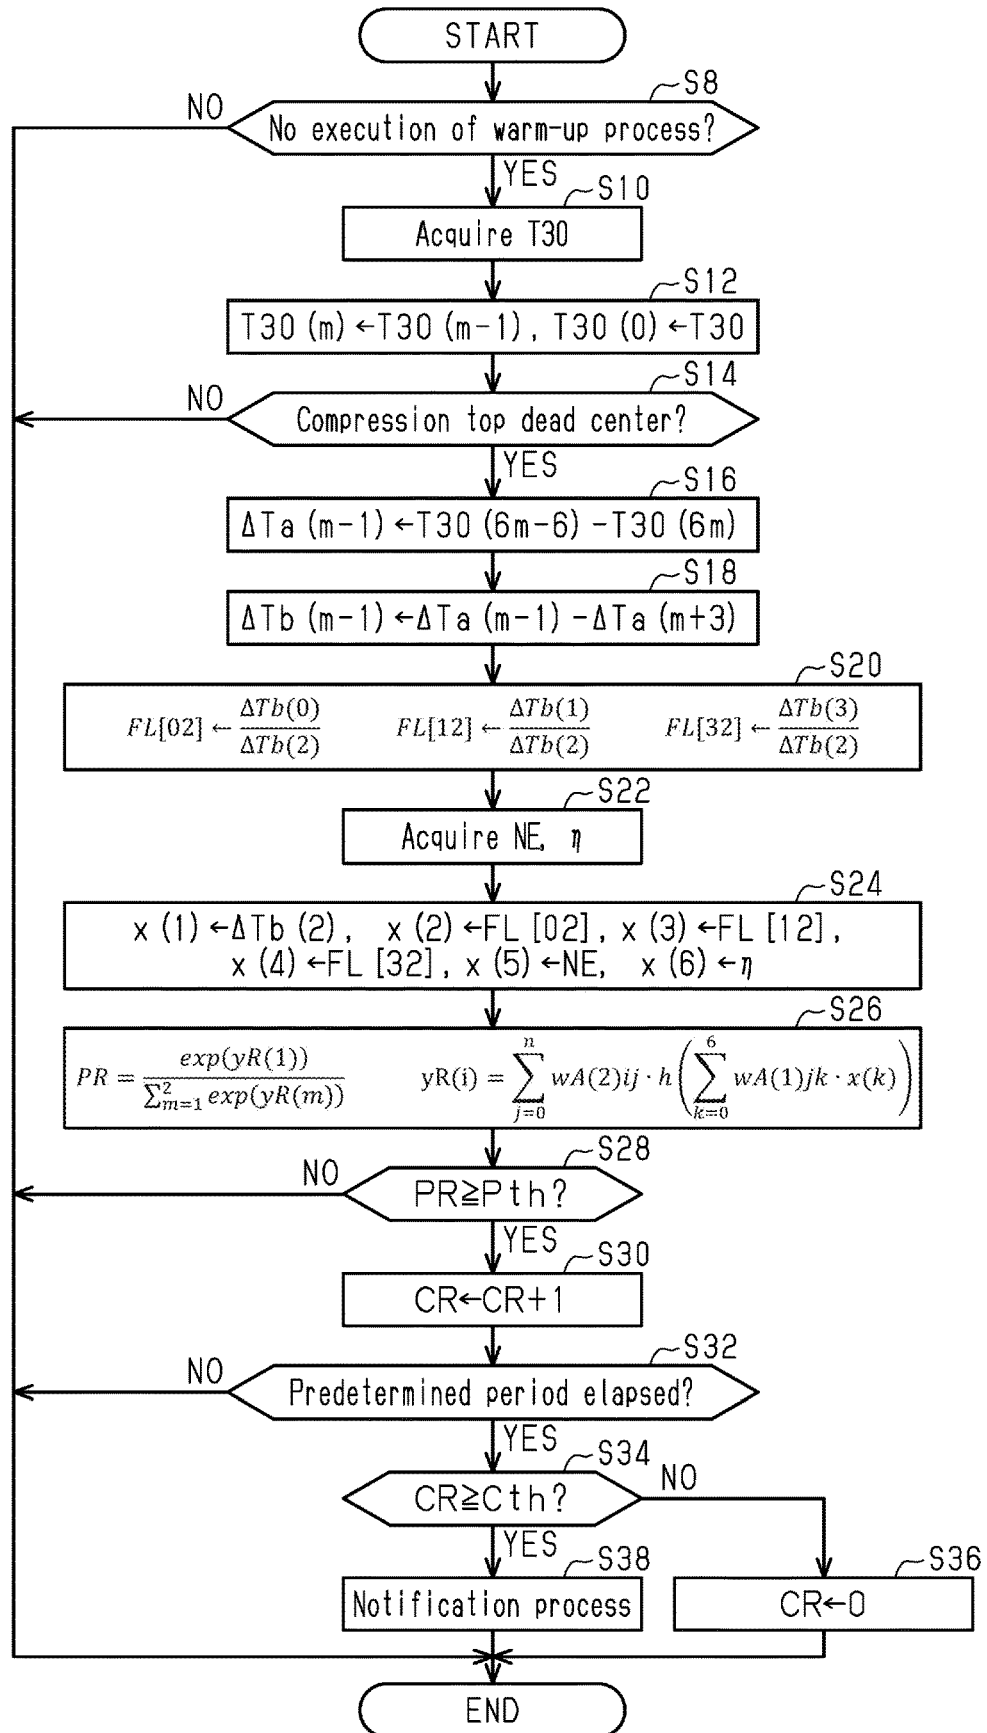 START
S8
NO
No execution of warm-up process?
YES
S10
Acquire T30
S12
T30 (m) ←T30 (m−1), T30 (0) ←T30
S14
NO
Compression top dead center?
YES
S16
ΔTa (m−1) ←T30 (6m−6) −T30 (6m)
S18
ΔTb (m−1) ←ΔTa (m−1) −ΔTa (m+3)
S20
FL[02] ← ΔTb(0)/ΔTb(2) FL[12] ← ΔTb(1)/ΔTb(2) FL[32] ← ΔTb(3)/ΔTb(2)
S22
Acquire NE, η
S24
x (1) ←ΔTb (2), x (2) ←FL [02], x (3) ←FL [12],
x (4) ←FL [32], x (5) ←NE, x (6) ←η
S26
PR = exp(yR(1)) / ∑_{m=1}^{2} exp(yR(m)) yR(i) = ∑_{j=0}^{n} wA(2)ij · h(∑_{k=0}^{6} wA(1)jk · x(k))
S28
NO
PR≧Pth?
YES
S30
CR←CR+1
S32
NO
Predetermined period elapsed?
YES
S34
CR≧Cth?
NO
YES
S38
Notification process
S36
CR←0
END